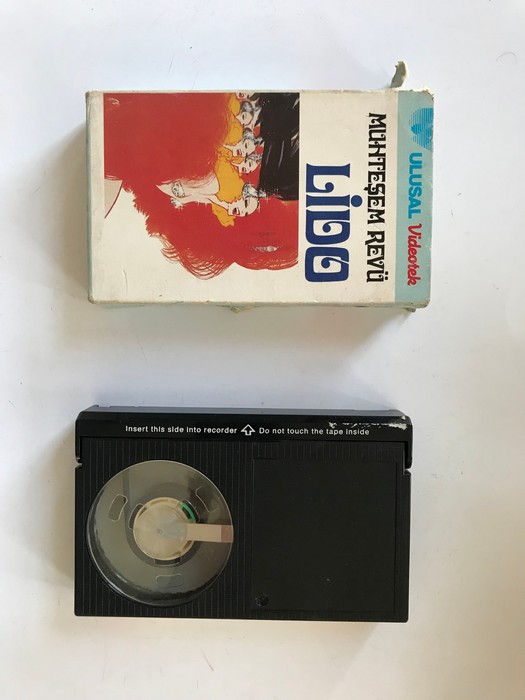 ULUSAL Videotek
MUHTEŞEM REVÜ
LİDO
Insert this side into recorder Do not touch the tape inside